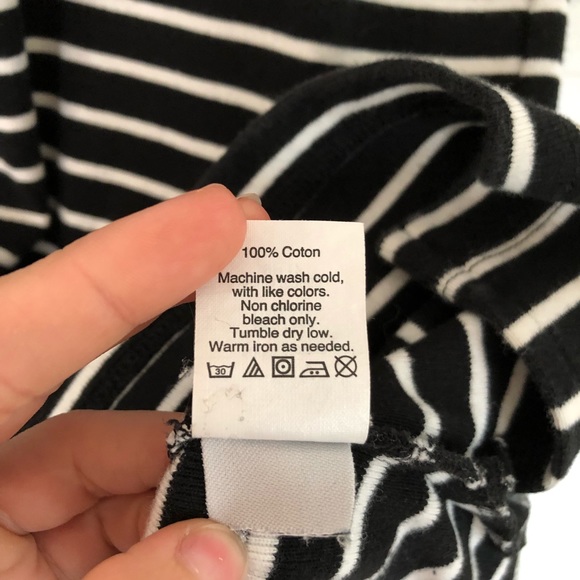 100% Coton
Machine wash cold,
with like colors.
Non chlorine
bleach only.
Tumble dry low.
Warm iron as needed.
30